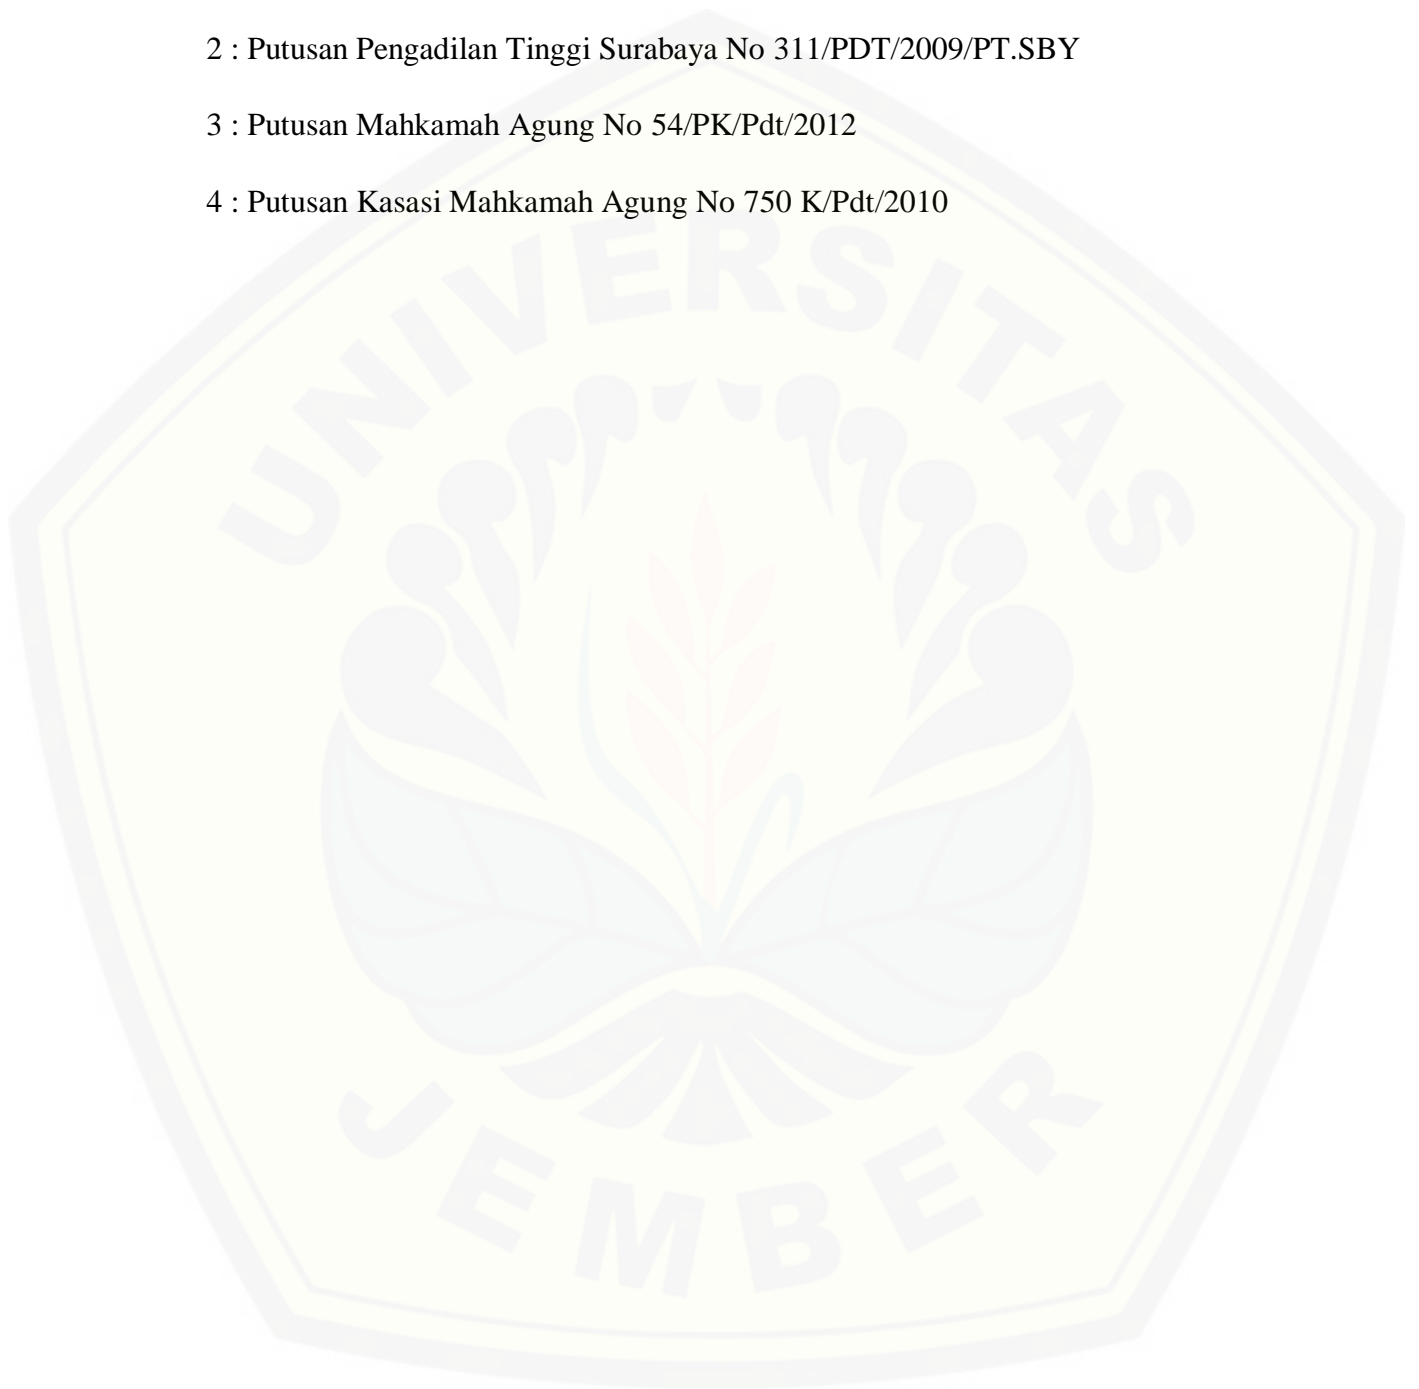 2 : Putusan Pengadilan Tinggi Surabaya No 311/PDT/2009/PT.SBY
3 : Putusan Mahkamah Agung No 54/PK/Pdt/2012
4 : Putusan Kasasi Mahkamah Agung No 750 K/Pdt/2010
UNIVERSITAS
JEMBER